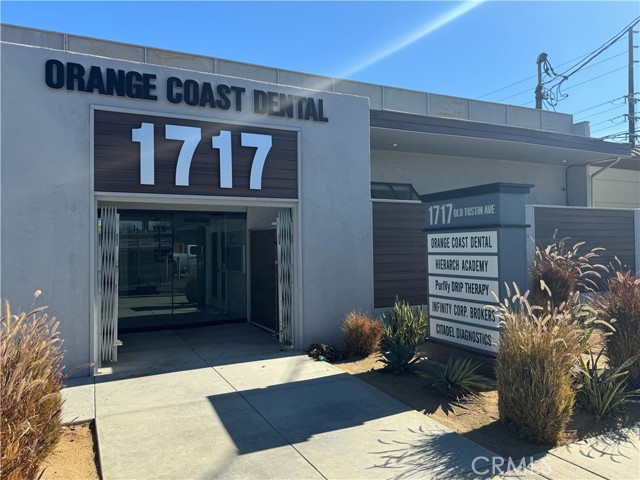 ORANGE COAST DENTAL
1717
1717 OLD TUSTIN AVE
ORANGE COAST DENTAL
HIERARCH ACADEMY
PurIVy DRIP THERAPY
INFINITY CORP. BROKERS
CITADEL DIAGNOSTICS
CRMLS